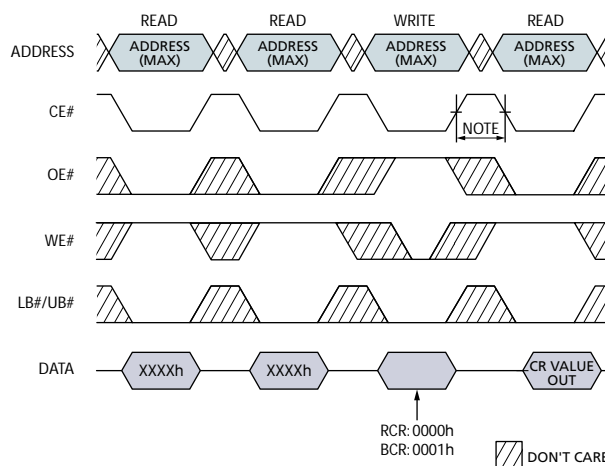 READ READ WRITE READ
ADDRESS ADDRESS (MAX) ADDRESS (MAX) ADDRESS (MAX) ADDRESS (MAX)
CE#
NOTE
OE#
WE#
LB#/UB#
DATA XXXXh XXXXh CR VALUE OUT
RCR: 0000h
BCR: 0001h
DON'T CARE